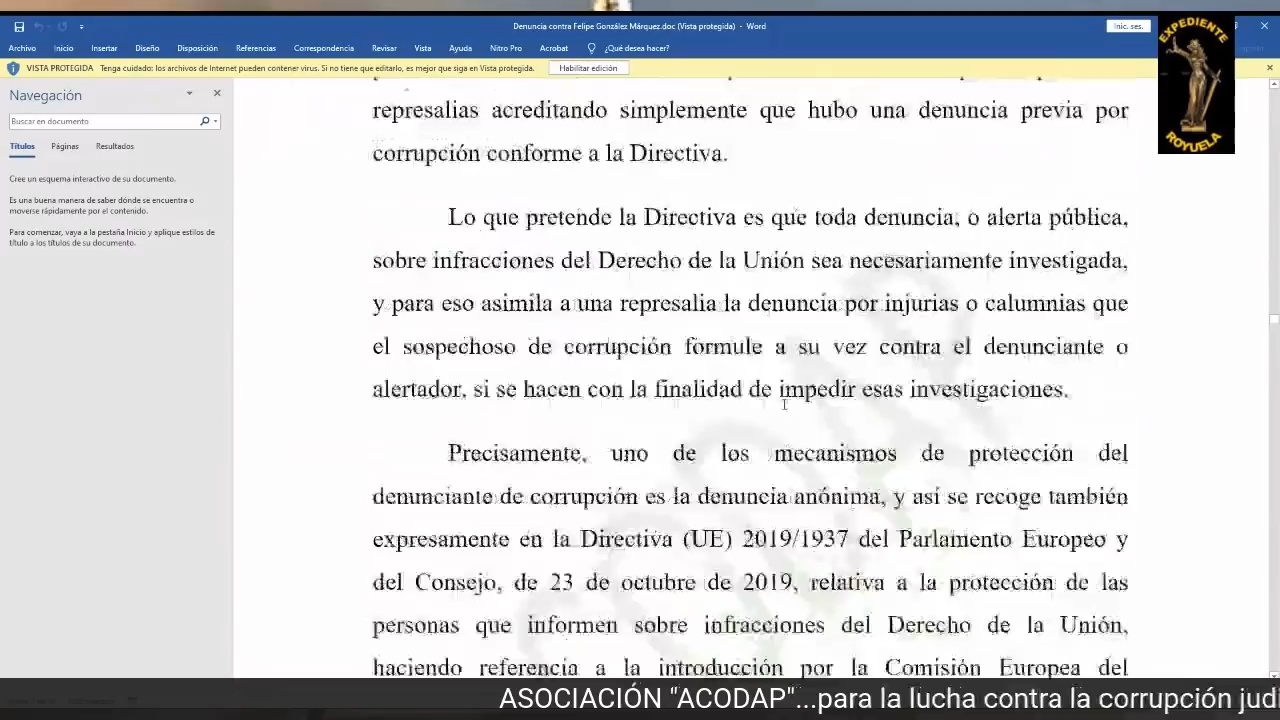 Denuncia contra Felipe González Márquez.doc (Vista protegida) - Word
Inic. ses.
Archivo Inicio Insertar Diseño Disposición Referencias Correspondencia Revisar Vista Ayuda Nitro Pro Acrobat ¿Qué desea hacer?
VISTA PROTEGIDA Tenga cuidado: los archivos de Internet pueden contener virus. Si no tiene que editarlo, es mejor que siga en Vista protegida. Habilitar edición
EXPEDIENTE
ROYUELA
Navegación
Buscar en documento
Títulos Páginas Resultados
Cree un esquema interactivo de su documento.
Es una buena manera de saber dónde se encuentra o
moverse rápidamente por el contenido.
Para comenzar, vaya a la pestaña Inicio y aplique estilos de
título a los títulos de su documento.
represalias acreditando simplemente que hubo una denuncia previa por
corrupción conforme a la Directiva.
Lo que pretende la Directiva es que toda denuncia, o alerta pública,
sobre infracciones del Derecho de la Unión sea necesariamente investigada,
y para eso asimila a una represalia la denuncia por injurias o calumnias que
el sospechoso de corrupción formule a su vez contra el denunciante o
alertador, si se hacen con la finalidad de impedir esas investigaciones.
Precisamente, uno de los mecanismos de protección del
denunciante de corrupción es la denuncia anónima, y así se recoge también
expresamente en la Directiva (UE) 2019/1937 del Parlamento Europeo y
del Consejo, de 23 de octubre de 2019, relativa a la protección de las
personas que informen sobre infracciones del Derecho de la Unión,
haciendo referencia a la introducción por la Comisión Europea del
ASOCIACIÓN "ACODAP"...para la lucha contra la corrupción jud